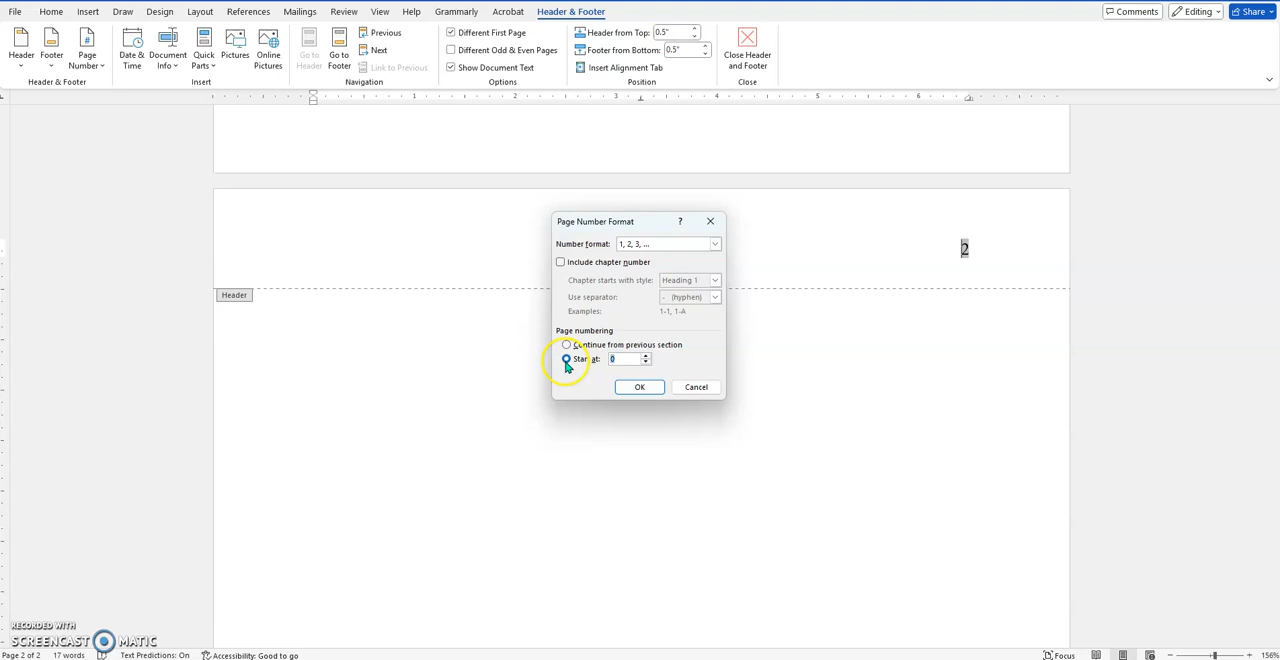 File Home Insert Draw Design Layout References Mailings Review View Help Grammarly Acrobat Header & Footer Comments Editing Share
Header Footer Page Number Date & Time Document Info Quick Parts Pictures Online Pictures Go to Header Go to Footer Previous Next Link to Previous
Different First Page
Different Odd & Even Pages
Show Document Text
Header from Top: 0.5"
Footer from Bottom: 0.5"
Insert Alignment Tab
Close Header and Footer
Header & Footer Insert Navigation Options Position Close
1 2 3 4 5 6
2
Header
Page Number Format ? 
Number format: 1, 2, 3, ...
Include chapter number
Chapter starts with style: Heading 1
Use separator: - (hyphen)
Examples: 1-1, 1-A
Page numbering
Continue from previous section
Start at: 0
OK Cancel
RECORDED WITH
SCREENCAST MATIC
Page 2 of 2 17 words Text Predictions: On Accessibility: Good to go Focus 156%